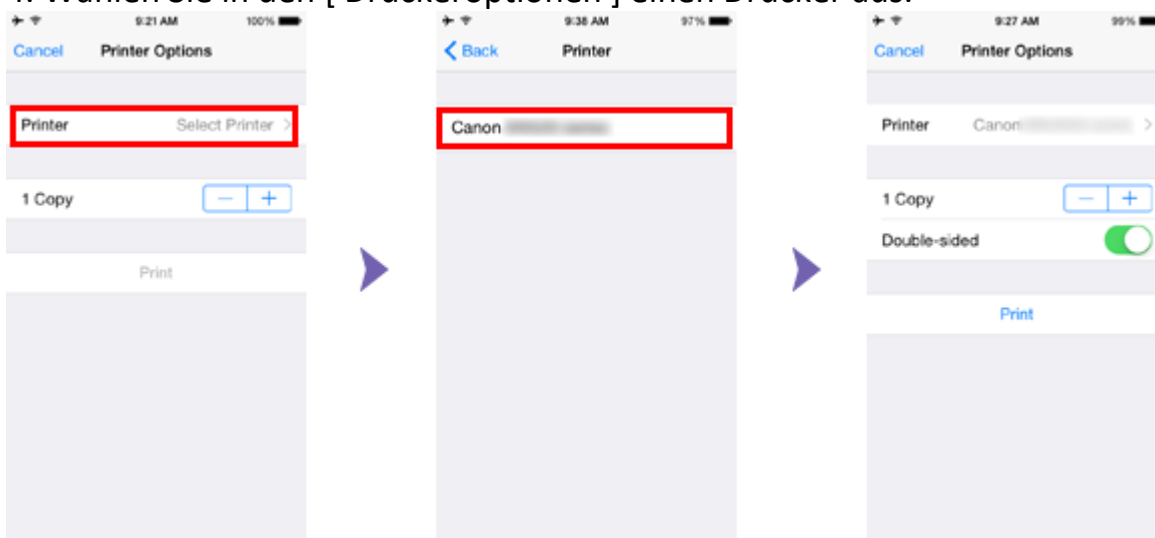 4. Wählen Sie in den [ Druckeroptionen ] einen Drucker aus.
9:21 AM 100%
Cancel Printer Options
Printer Select Printer >
1 Copy − +
Print
9:38 AM 97%
< Back Printer
Canon
9:27 AM 99%
Cancel Printer Options
Printer Canon >
1 Copy − +
Double-sided
Print